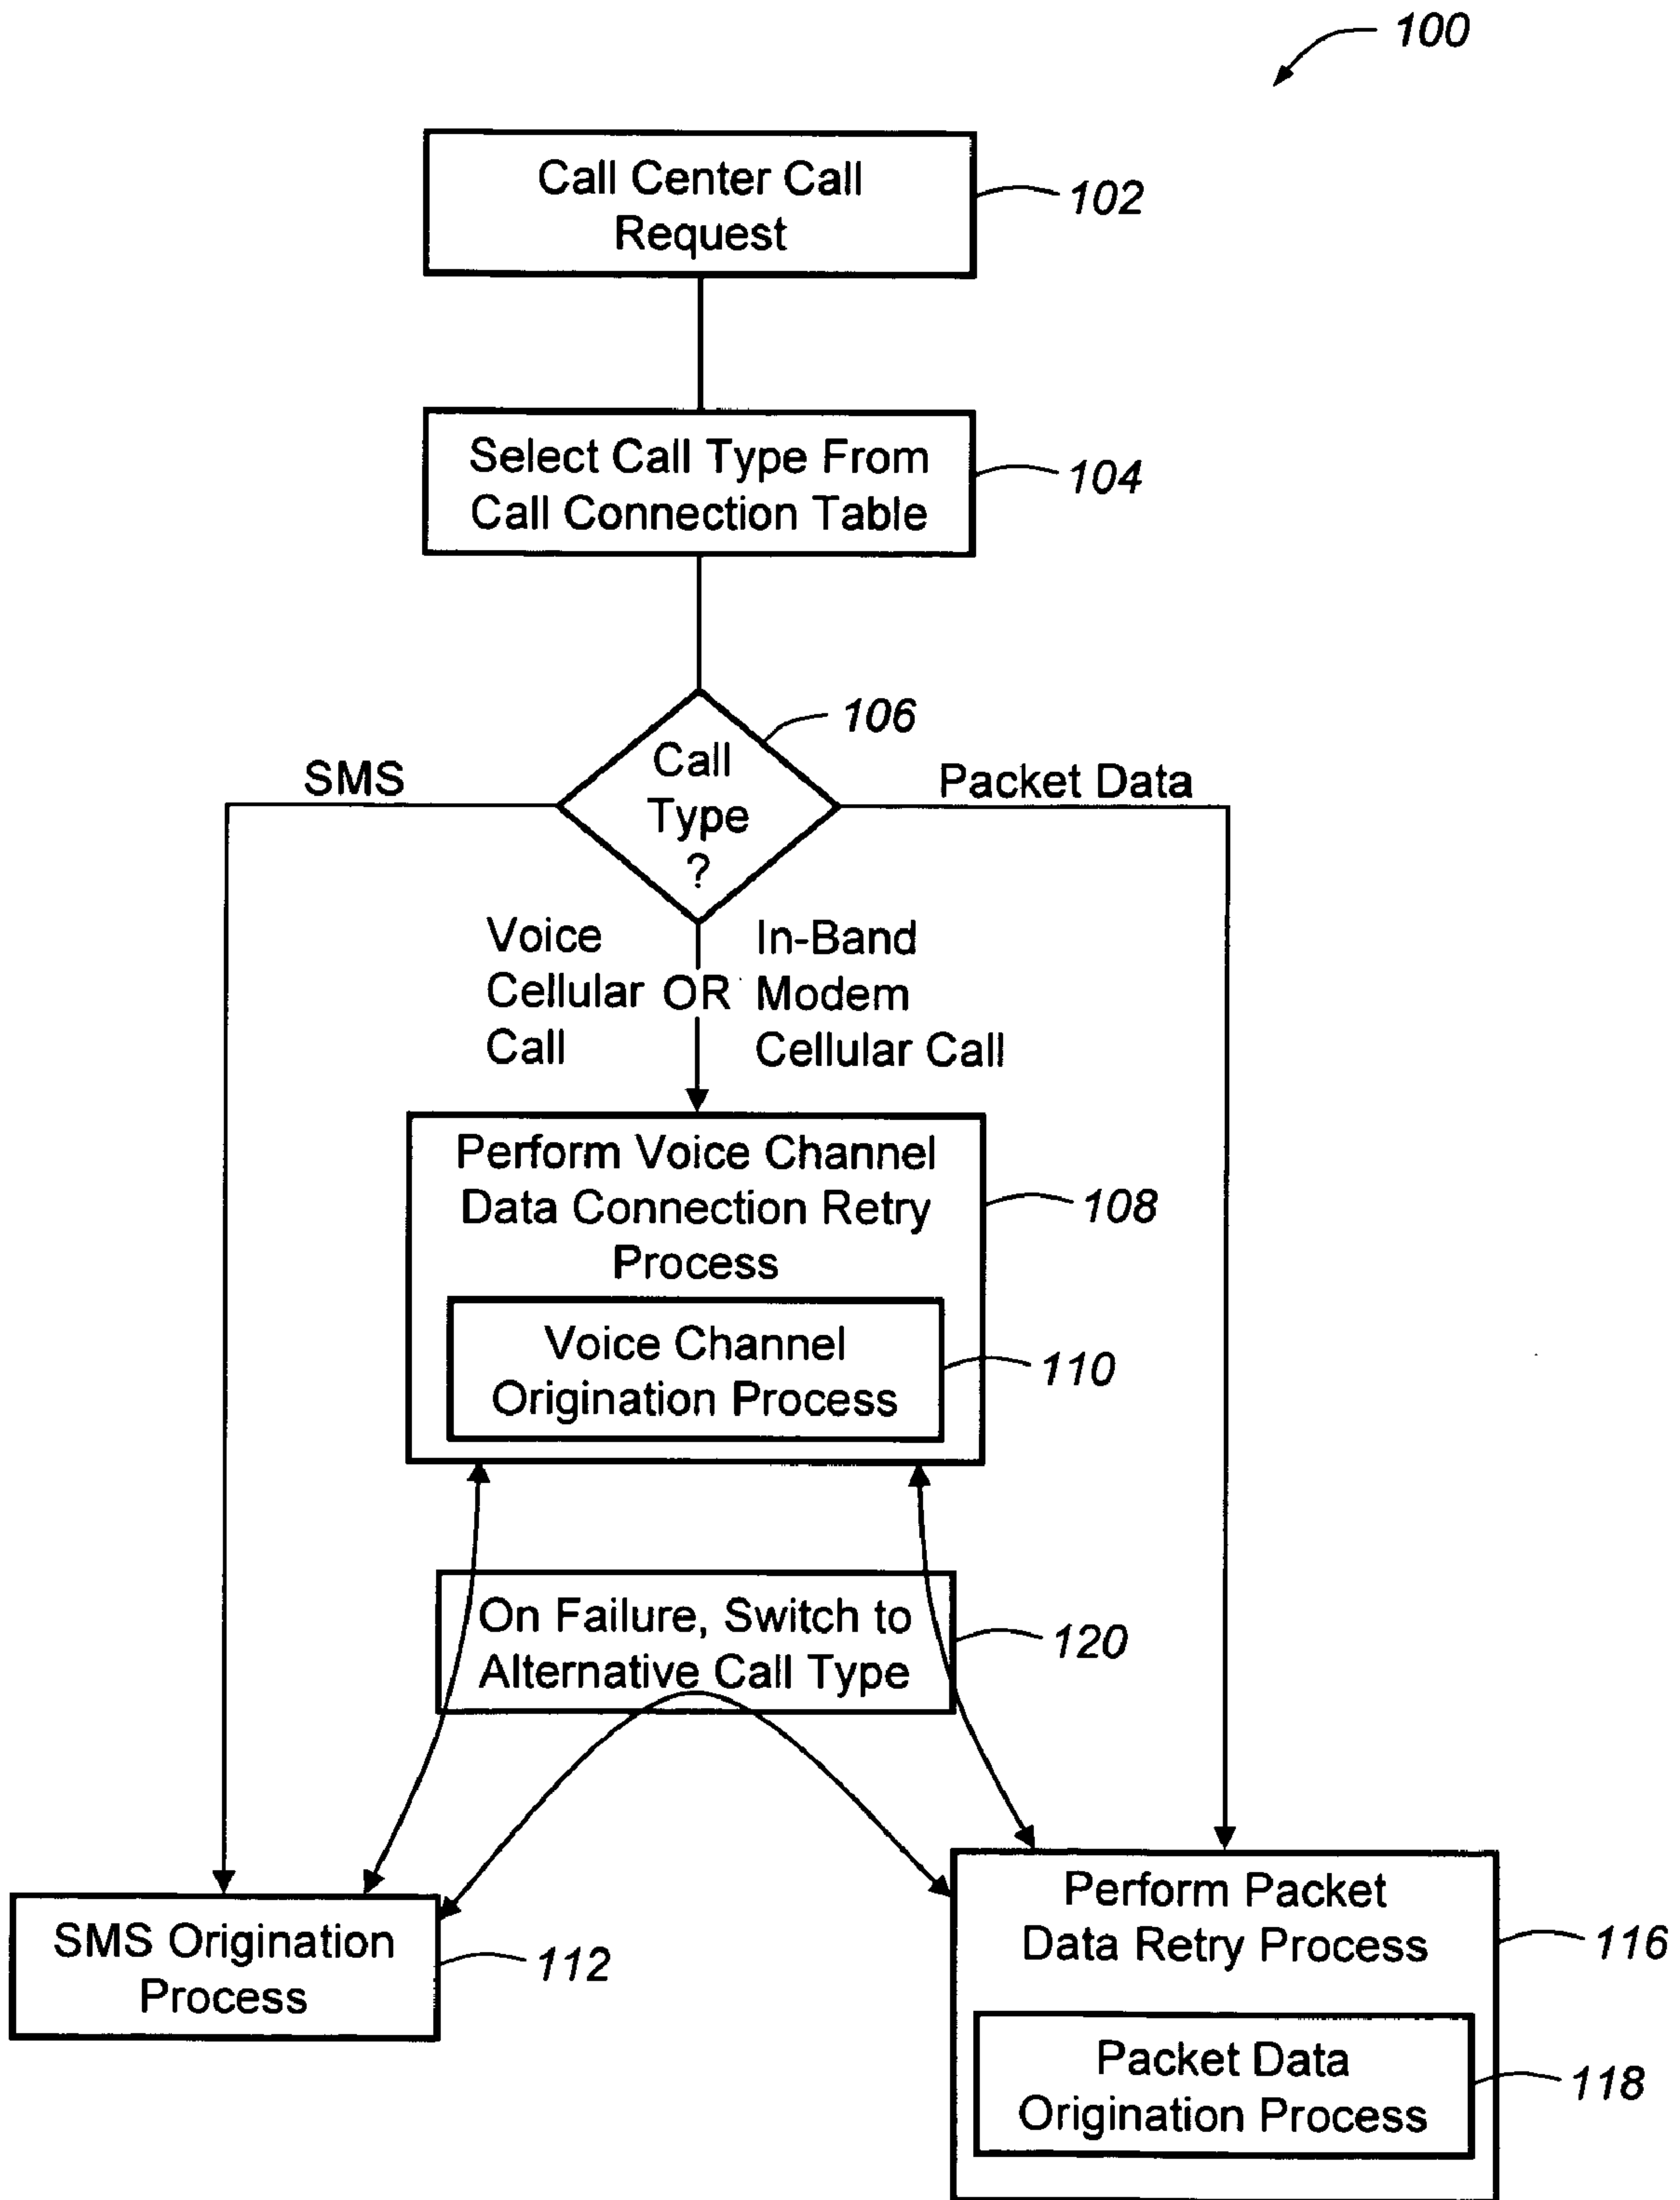 100
Call Center Call
Request
102
Select Call Type From
Call Connection Table
104
106
Call
Type
?
SMS
Packet Data
Voice
Cellular
Call
OR
In-Band
Modem
Cellular Call
Perform Voice Channel
Data Connection Retry
Process
108
Voice Channel
Origination Process
110
On Failure, Switch to
Alternative Call Type
120
SMS Origination
Process
112
Perform Packet
Data Retry Process
116
Packet Data
Origination Process
118